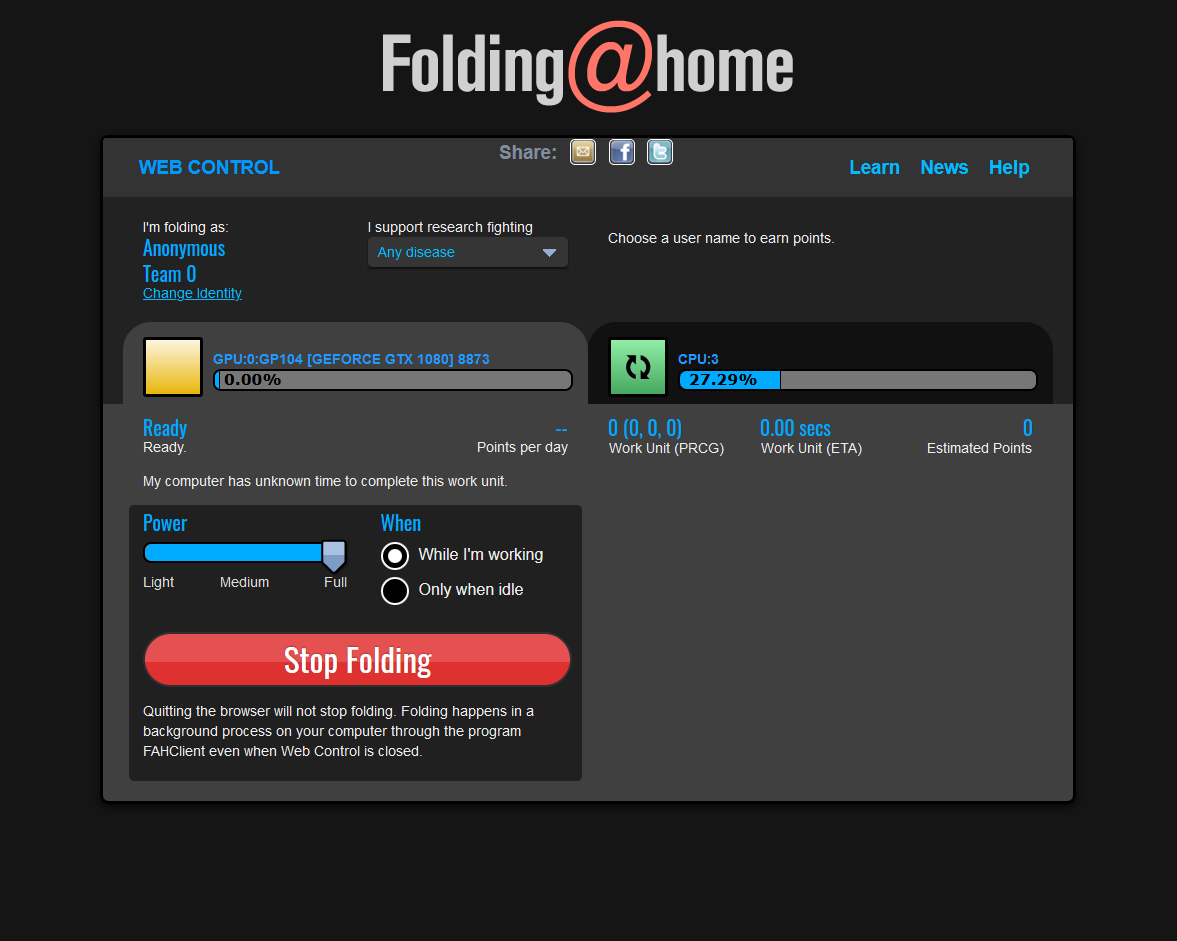 Folding@home
Share:
WEB CONTROL
Learn News Help
I'm folding as:
Anonymous
Team 0
Change Identity
I support research fighting
Any disease
Choose a user name to earn points.
GPU:0:GP104 [GEFORCE GTX 1080] 8873
0.00%
CPU:3
27.29%
Ready
Ready.
--
Points per day
0 (0, 0, 0)
Work Unit (PRCG)
0.00 secs
Work Unit (ETA)
0
Estimated Points
My computer has unknown time to complete this work unit.
Power
Light Medium Full
When
While I'm working
Only when idle
Stop Folding
Quitting the browser will not stop folding. Folding happens in a
background process on your computer through the program
FAHClient even when Web Control is closed.